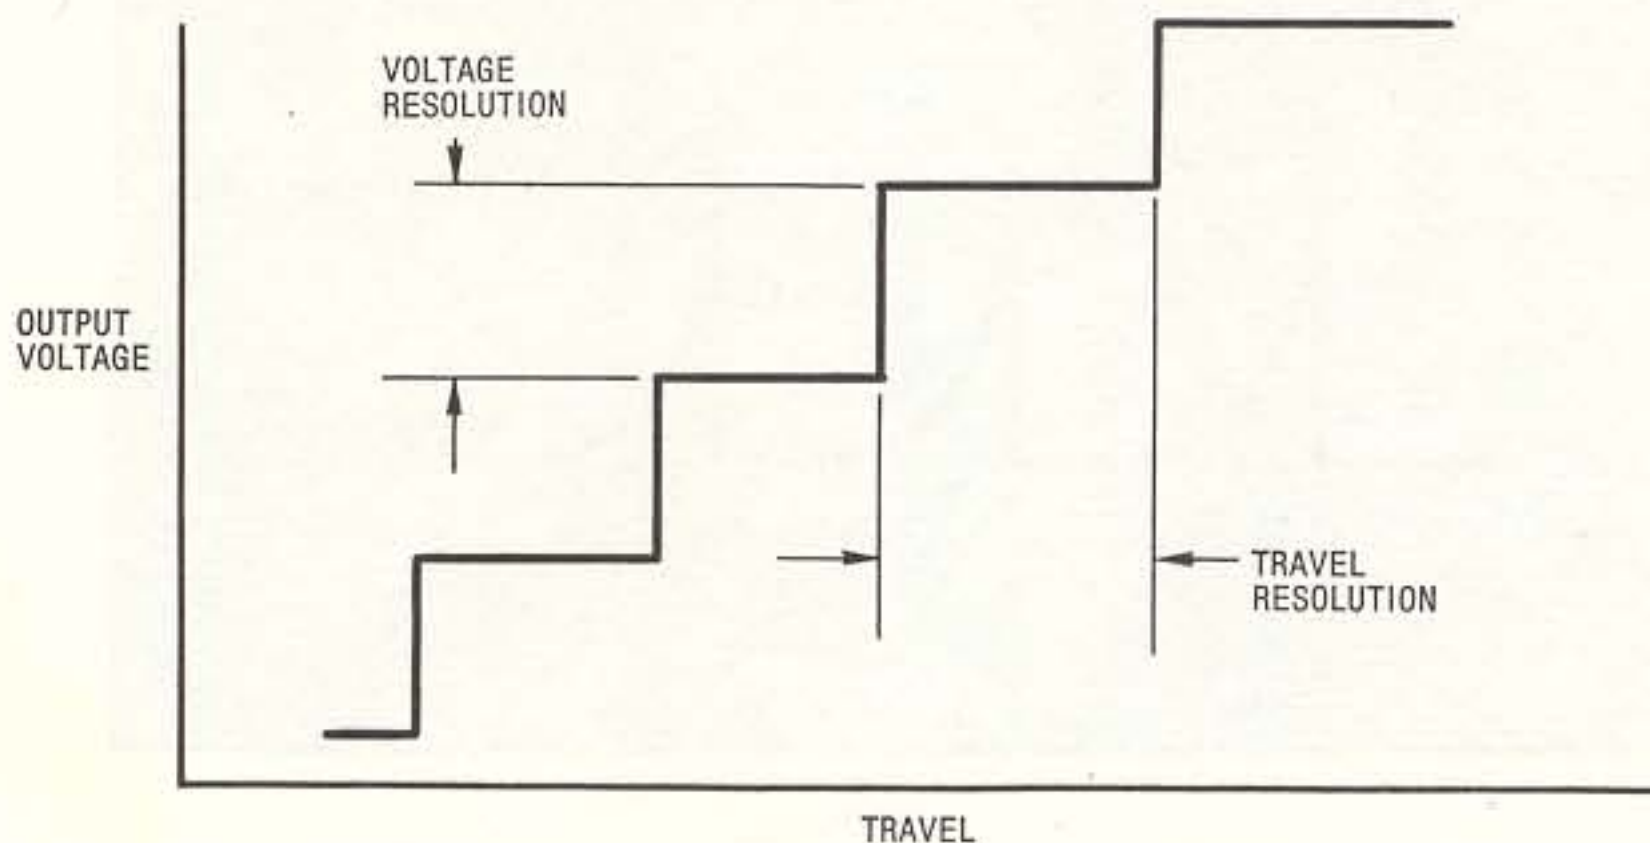 VOLTAGE
RESOLUTION
OUTPUT
VOLTAGE
TRAVEL
RESOLUTION
TRAVEL